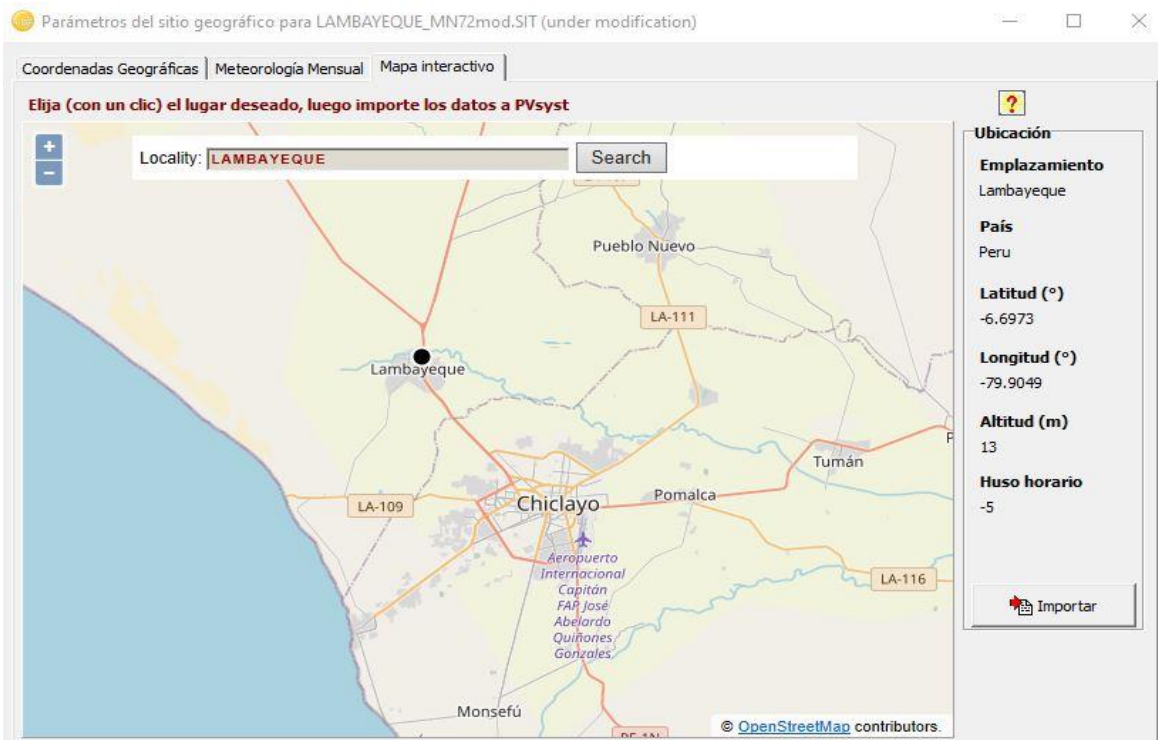 Parámetros del sitio geográfico para LAMBAYEQUE_MN72mod.SIT (under modification)
Coordenadas Geográficas
Meteorología Mensual
Mapa interactivo
Elija (con un clic) el lugar deseado, luego importe los datos a PVsyst
?
+
-
Locality: LAMBAYEQUE
Search
Ubicación
Emplazamiento
Lambayeque
País
Peru
Latitud (°)
-6.6973
Longitud (°)
-79.9049
Altitud (m)
13
Huso horario
-5
Importar
Pueblo Nuevo
LA-111
Lambayeque
Tumán
LA-109
Chiclayo
Pomalca
Aeropuerto
Internacional
Capitán
FAP José
Abelardo
Quiñones
Gonzales
LA-116
Monsefú
© OpenStreetMap contributors.